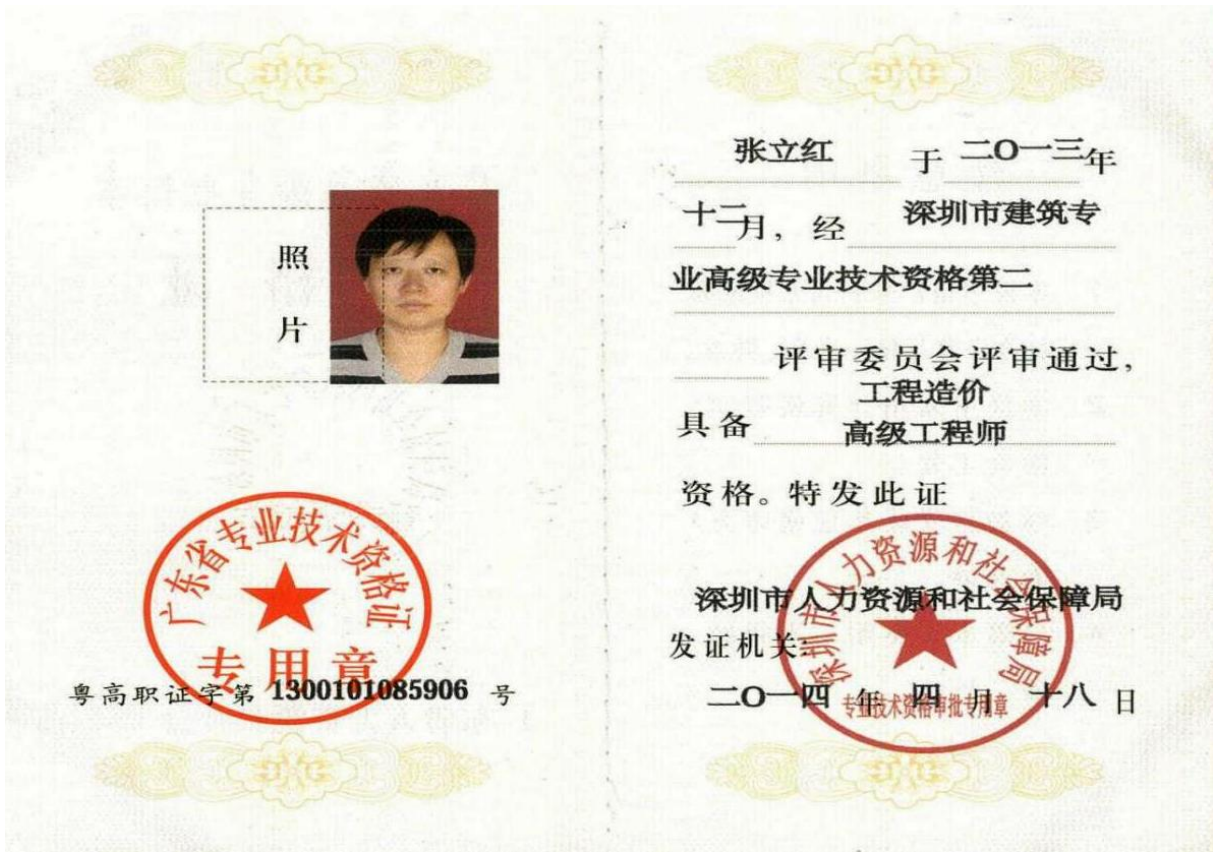 照
片
广东省专业技术资格证
专用章
粤高职证字第 1300101085906 号
张立红 于 二〇一三年
十二月，经 深圳市建筑专
业高级专业技术资格第二
评审委员会评审通过，
工程造价
具备 高级工程师
资格。特发此证
深圳市人力资源和社会保障局
发证机关：
二〇一四 年 四 月 十八 日
深圳市人力资源和社会保障局
专业技术资格审批专用章